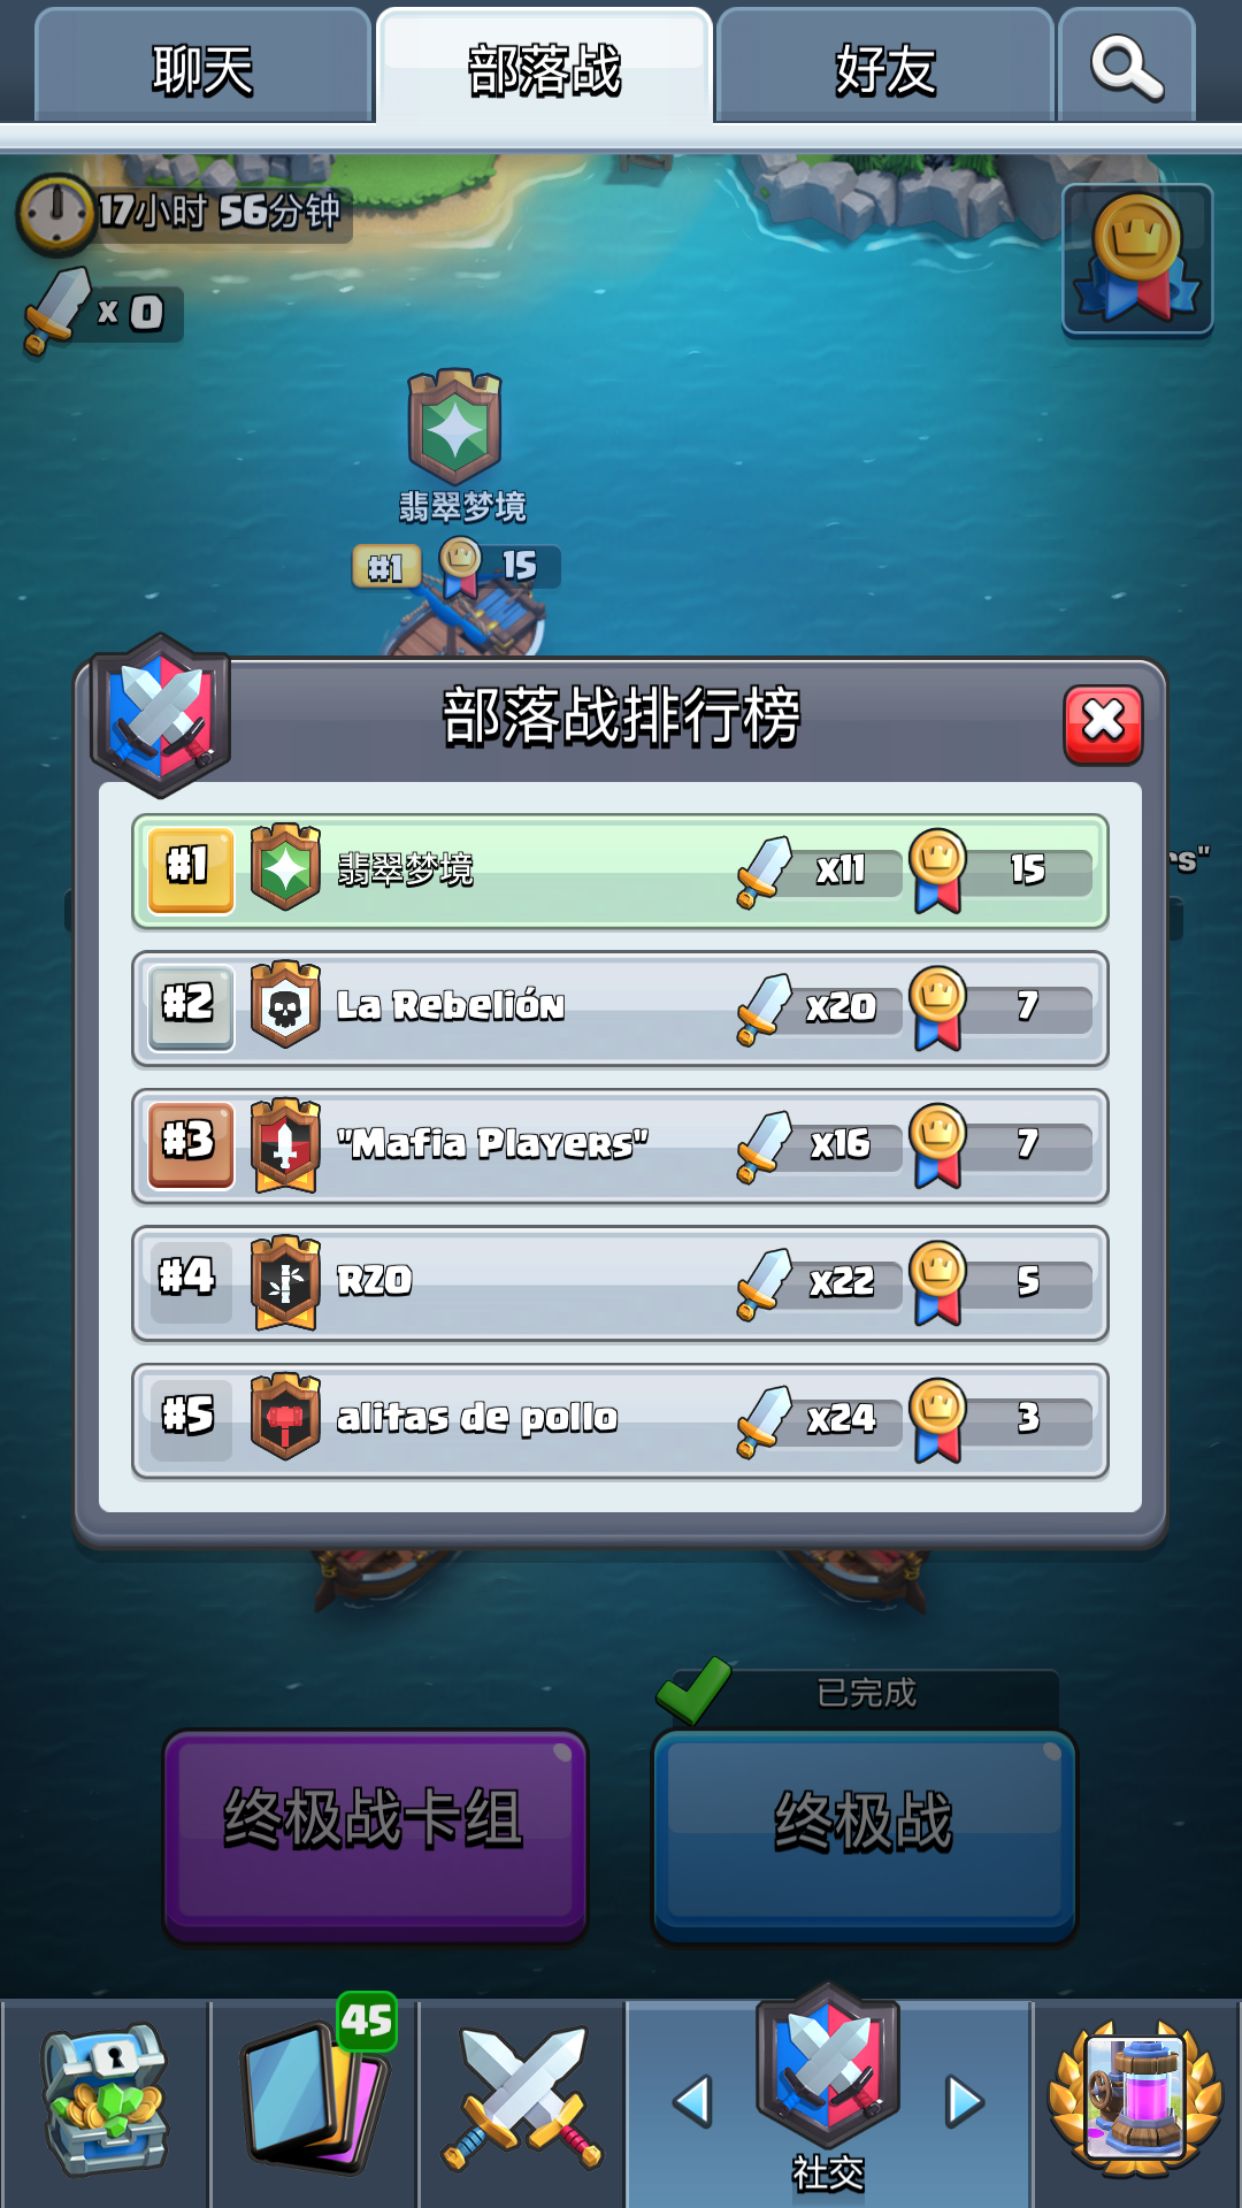 聊天
部落战
好友
17小时 56分钟
x 0
翡翠梦境
#1
15
部落战排行榜
#1 翡翠梦境 x11 15
rs"
#2 La Rebelión x20 7
#3 "Mafia Players" x16 7
#4 RZO x22 5
#5 alitas de pollo x24 3
已完成
终极战卡组
终极战
45
社交